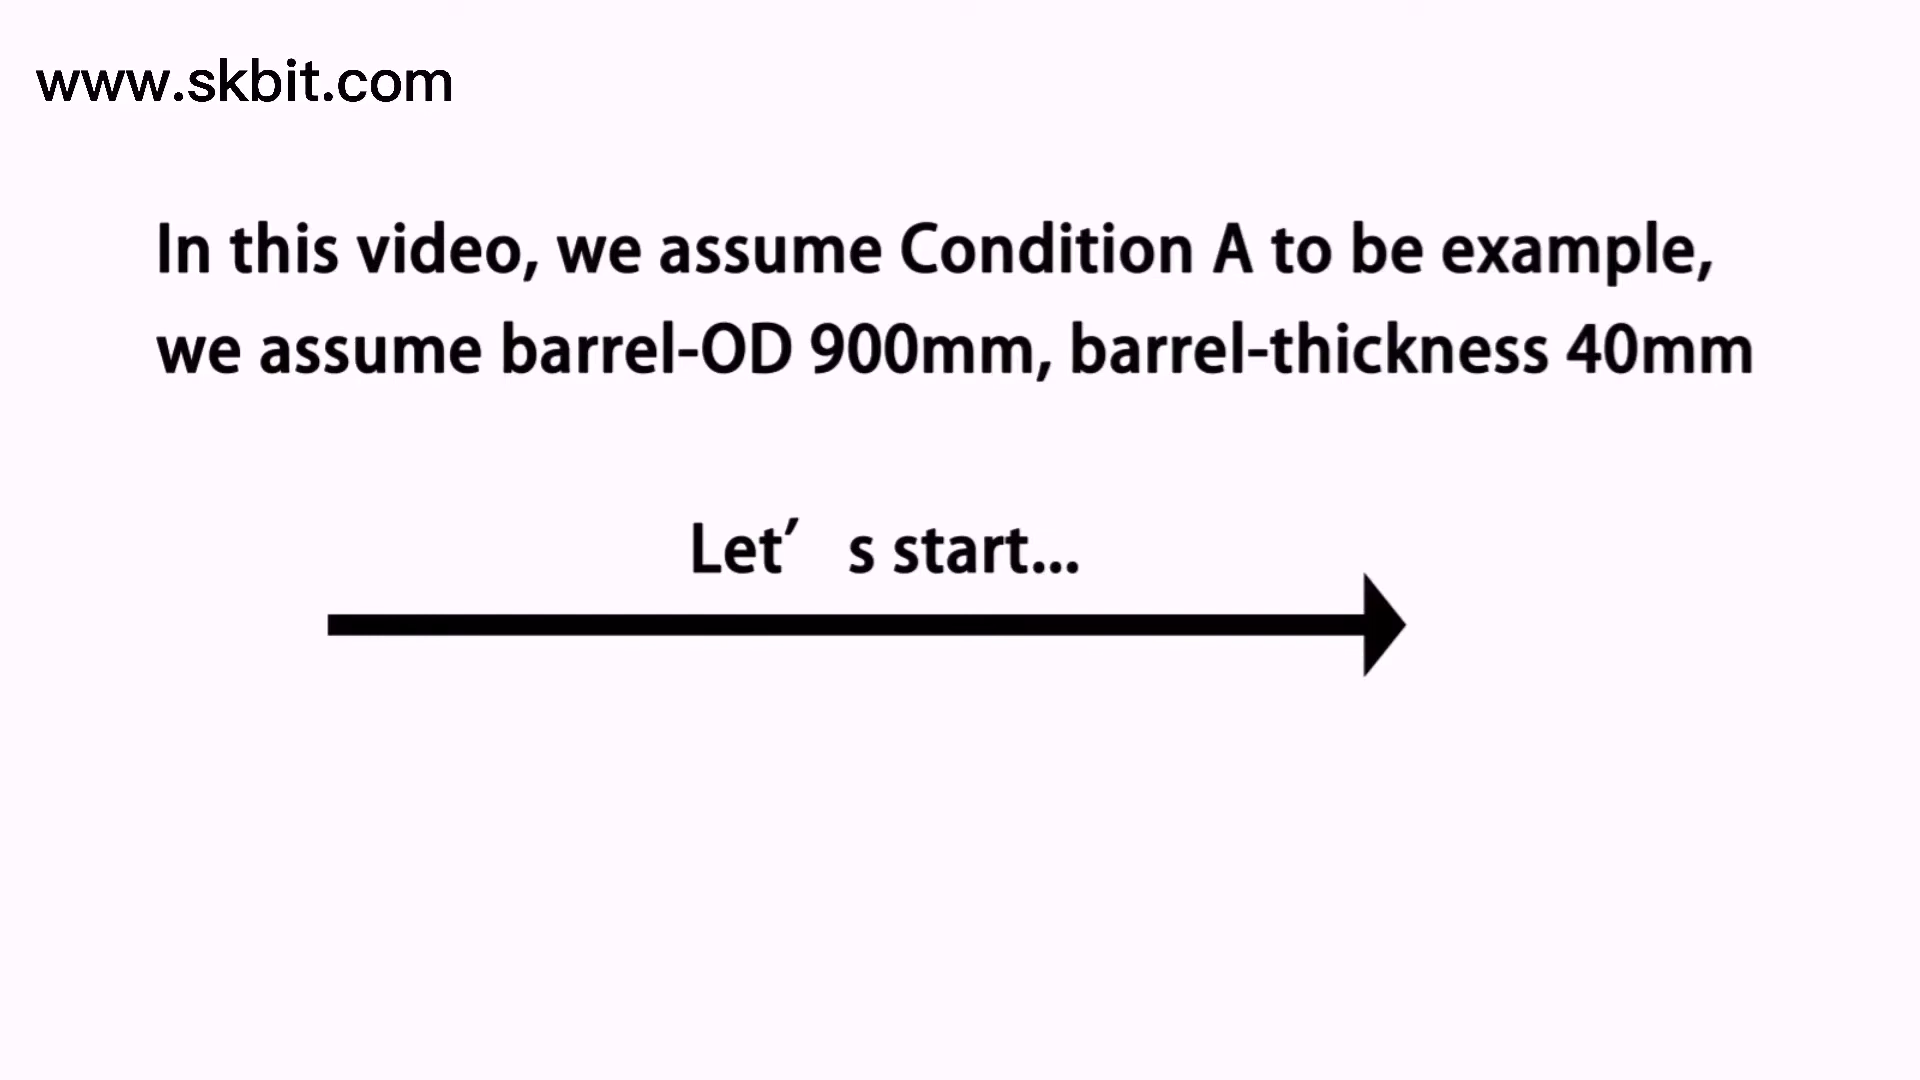 www.skbit.com
In this video, we assume Condition A to be example,
we assume barrel-OD 900mm, barrel-thickness 40mm
Let’s start...